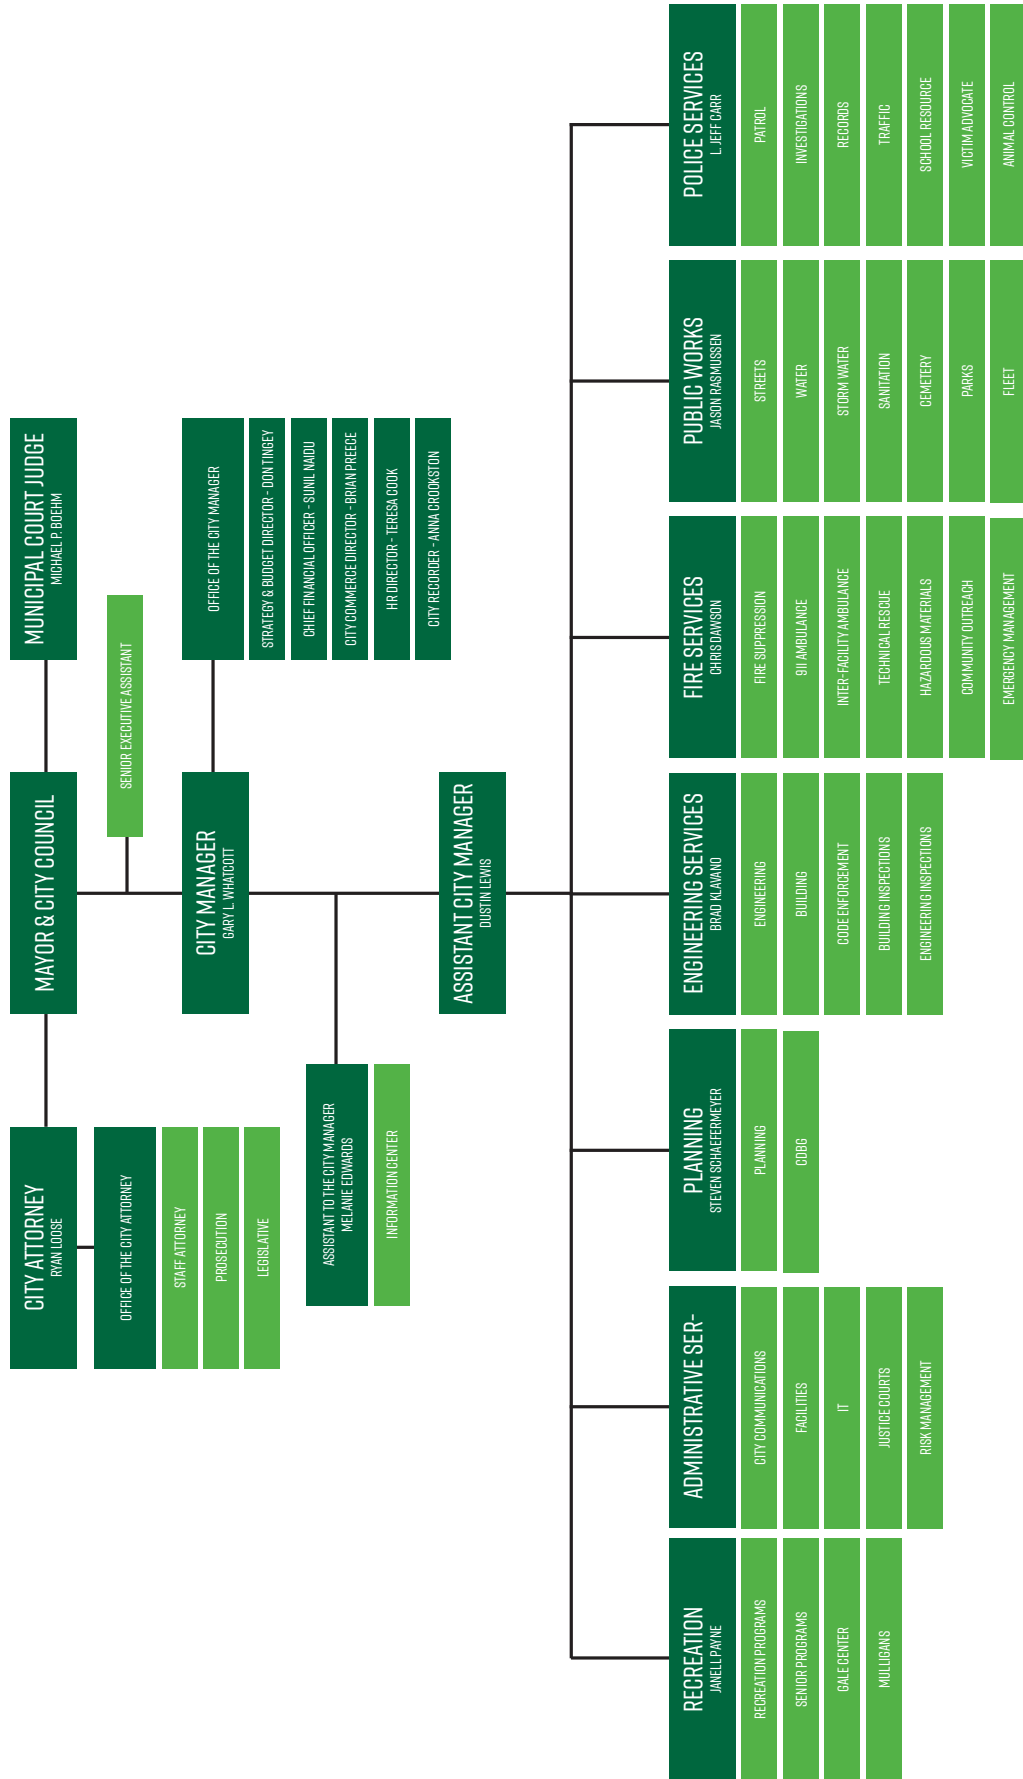 CITY ATTORNEY
RYAN LOOSE
OFFICE OF THE CITY ATTORNEY
STAFF ATTORNEY
PROSECUTION
LEGISLATIVE
MAYOR & CITY COUNCIL
MUNICIPAL COURT JUDGE
MICHAEL P. BOEHM
SENIOR EXECUTIVE ASSISTANT
CITY MANAGER
GARY L. WHATCOTT
OFFICE OF THE CITY MANAGER
STRATEGY & BUDGET DIRECTOR - DON TINGEY
CHIEF FINANCIAL OFFICER - SUNIL NAIDU
CITY COMMERCE DIRECTOR - BRIAN PREECE
HR DIRECTOR - TERESA COOK
CITY RECORDER - ANNA CROOKSTON
ASSISTANT TO THE CITY MANAGER
MELANIE EDWARDS
INFORMATION CENTER
ASSISTANT CITY MANAGER
DUSTIN LEWIS
RECREATION
JANELL PAYNE
RECREATION PROGRAMS
SENIOR PROGRAMS
GALE CENTER
MULLIGANS
ADMINISTRATIVE SER-
CITY COMMUNICATIONS
FACILITIES
IT
JUSTICE COURTS
RISK MANAGEMENT
PLANNING
STEVEN SCHAEFERMEYER
PLANNING
CDBG
ENGINEERING SERVICES
BRAD KLAVANO
ENGINEERING
BUILDING
CODE ENFORCEMENT
BUILDING INSPECTIONS
ENGINEERING INSPECTIONS
FIRE SERVICES
CHRIS DAWSON
FIRE SUPPRESSION
911 AMBULANCE
INTER-FACILITY AMBULANCE
TECHNICAL RESCUE
HAZARDOUS MATERIALS
COMMUNITY OUTREACH
EMERGENCY MANAGEMENT
PUBLIC WORKS
JASON RASMUSSEN
STREETS
WATER
STORM WATER
SANITATION
CEMETERY
PARKS
FLEET
POLICE SERVICES
L. JEFF CARR
PATROL
INVESTIGATIONS
RECORDS
TRAFFIC
SCHOOL RESOURCE
VICTIM ADVOCATE
ANIMAL CONTROL